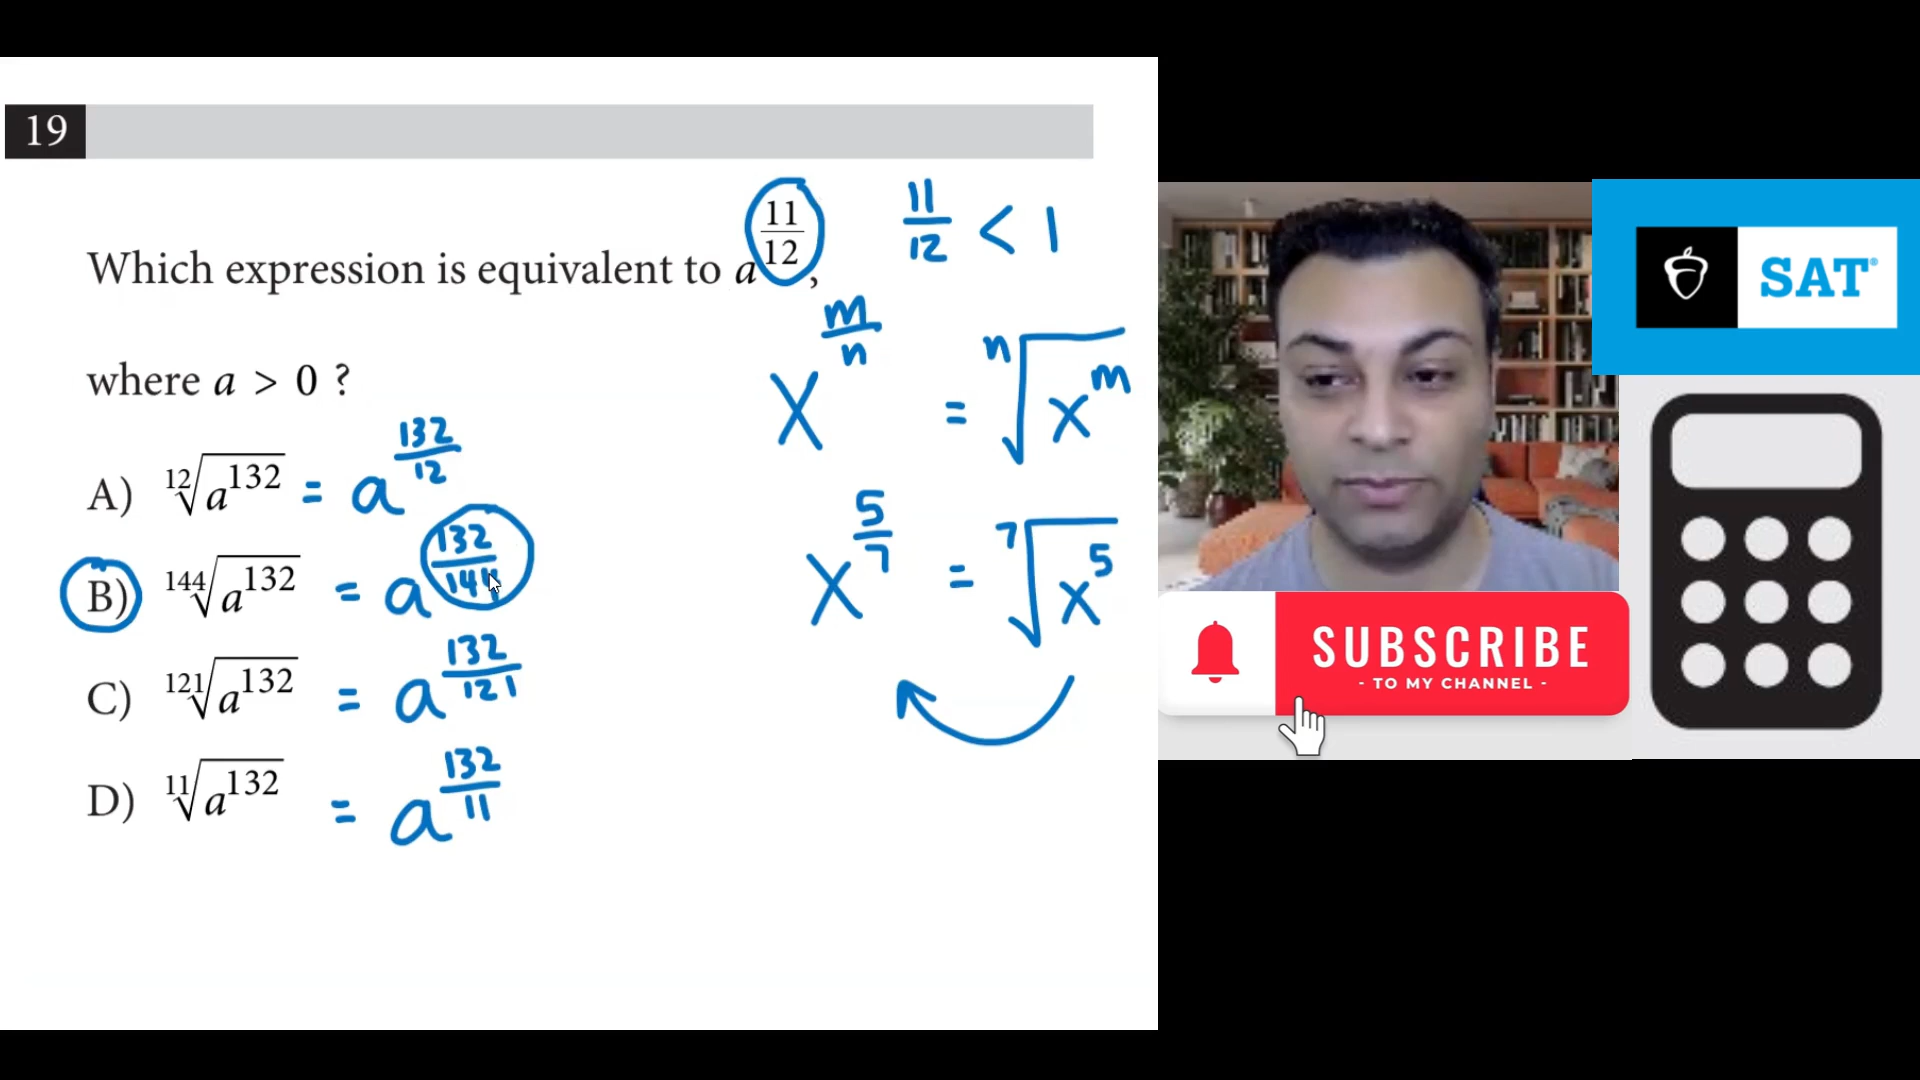 19
Which expression is equivalent to a^(11/12),
where a > 0 ?
A) ¹²√a¹³² = a^(132/12)
B) ¹⁴⁴√a¹³² = a^(132/144)
C) ¹²¹√a¹³² = a^(132/121)
D) ¹¹√a¹³² = a^(132/11)
11/12 < 1
x^(m/n) = ⁿ√x^m
x^(5/7) = ⁷√x⁵
SAT®
SUBSCRIBE
- TO MY CHANNEL -